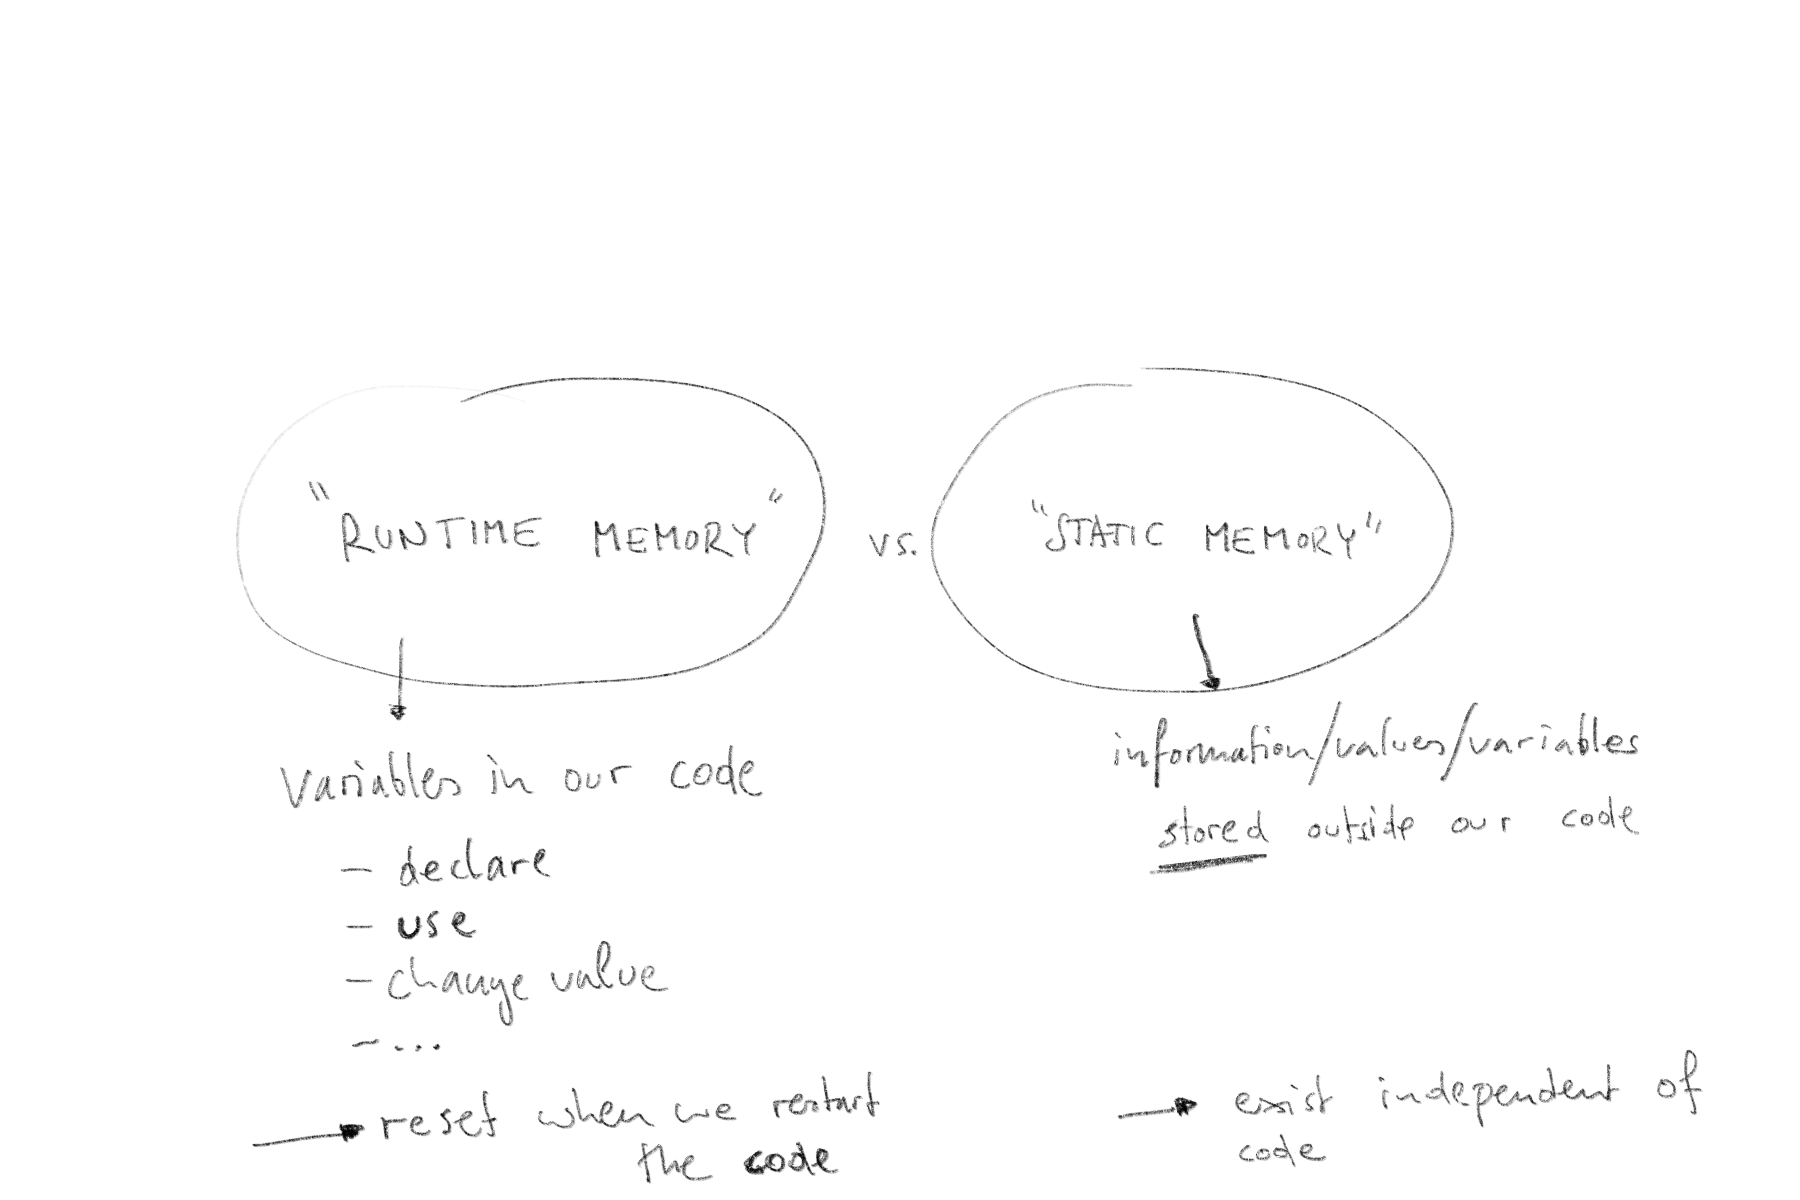 "RUNTIME MEMORY" vs. "STATIC MEMORY"
Variables in our code
- declare
- use
- change value
- ...
reset when we restart
the code
information/values/variables
stored outside our code
exist independent of
code